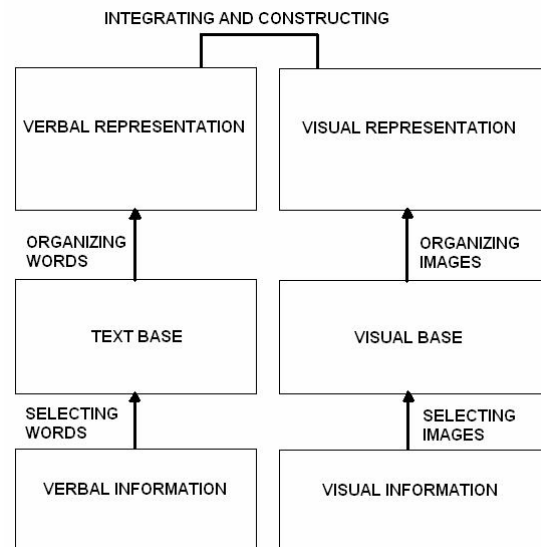 INTEGRATING AND CONSTRUCTING
VERBAL REPRESENTATION
VISUAL REPRESENTATION
ORGANIZING
WORDS
ORGANIZING
IMAGES
TEXT BASE
VISUAL BASE
SELECTING
WORDS
SELECTING
IMAGES
VERBAL INFORMATION
VISUAL INFORMATION